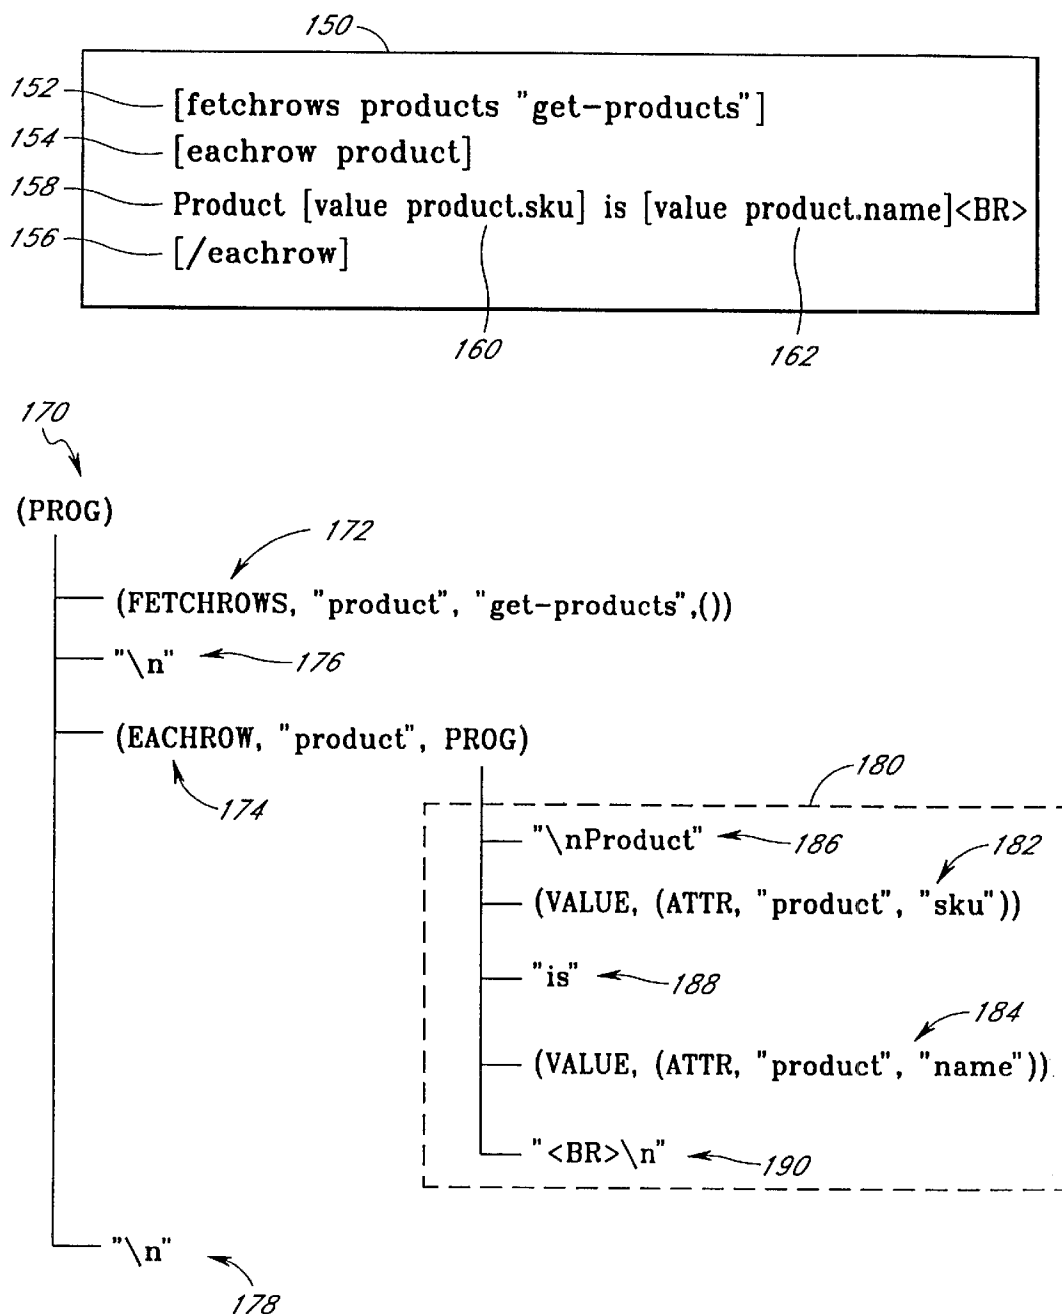 150
152
[fetchrows products "get-products"]
154
[eachrow product]
158
Product [value product.sku] is [value product.name]<BR>
156
[/eachrow]
160
162
170
(PROG)
172
(FETCHROWS, "product", "get-products",())
"\n"
176
(EACHROW, "product", PROG)
174
180
"\nProduct"
186
182
(VALUE, (ATTR, "product", "sku"))
"is"
188
184
(VALUE, (ATTR, "product", "name"))
"<BR>\n"
190
"\n"
178